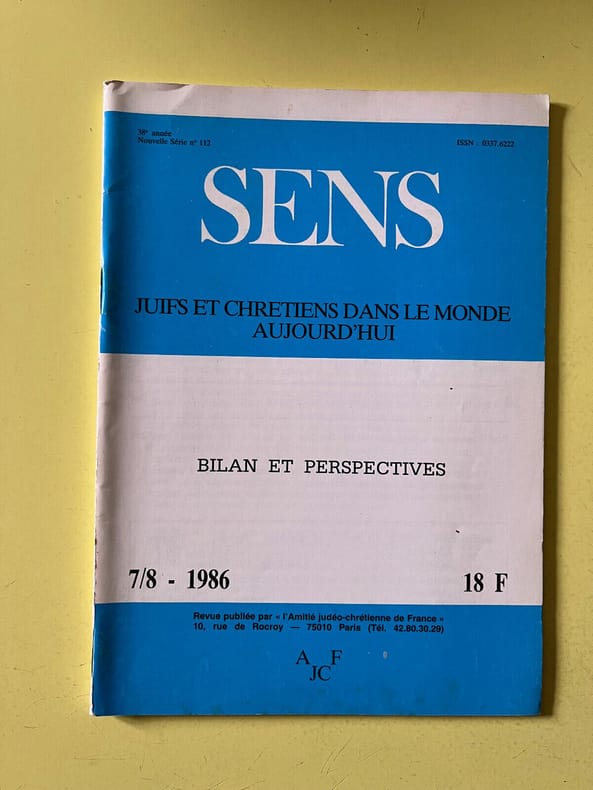 38e année
Nouvelle Série n° 112
ISSN : 0337.6222
SENS
JUIFS ET CHRETIENS DANS LE MONDE
AUJOURD'HUI
BILAN ET PERSPECTIVES
7/8 - 1986
18 F
Revue publiée par « l'Amitié judéo-chrétienne de France »
10, rue de Rocroy — 75010 Paris (Tél. 42.80.30.29)
A F
JC